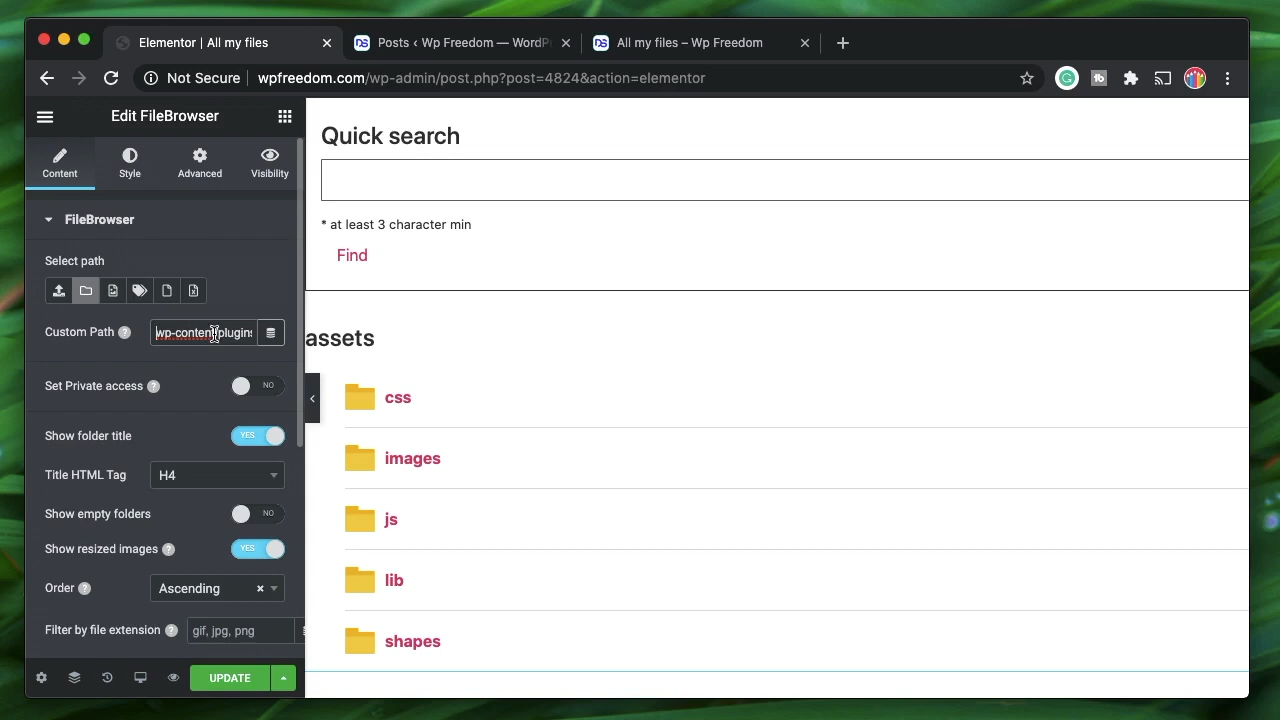 Elementor | All my files
Posts ‹ Wp Freedom — WordPr
All my files – Wp Freedom
Not Secure
wpfreedom.com/wp-admin/post.php?post=4824&action=elementor
Edit FileBrowser
Content
Style
Advanced
Visibility
FileBrowser
Select path
Custom Path
wp-content/plugins
Set Private access
NO
Show folder title
YES
Title HTML Tag
H4
Show empty folders
NO
Show resized images
YES
Order
Ascending
Filter by file extension
gif, jpg, png
UPDATE
Quick search
* at least 3 character min
Find
assets
css
images
js
lib
shapes